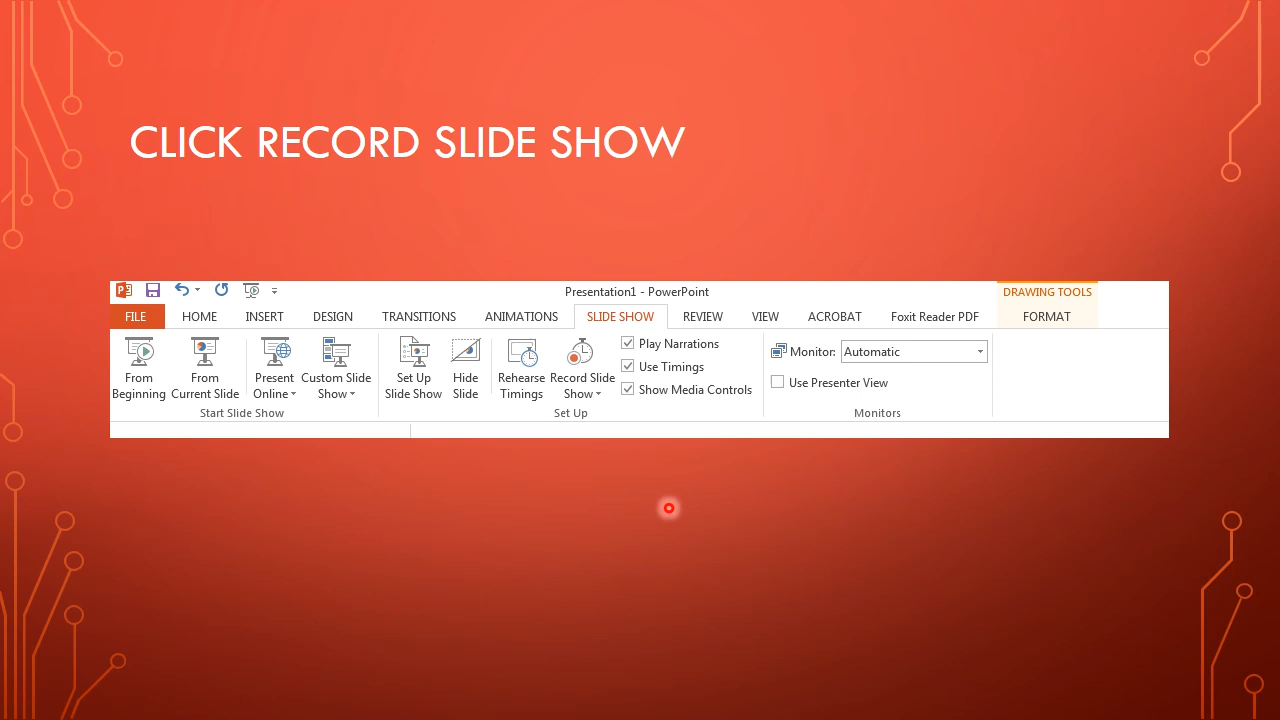 CLICK RECORD SLIDE SHOW
Presentation1 - PowerPoint
DRAWING TOOLS
FILE HOME INSERT DESIGN TRANSITIONS ANIMATIONS SLIDE SHOW REVIEW VIEW ACROBAT Foxit Reader PDF FORMAT
From Beginning
From Current Slide
Present Online
Custom Slide Show
Start Slide Show
Set Up Slide Show
Hide Slide
Rehearse Timings
Record Slide Show
Play Narrations
Use Timings
Show Media Controls
Set Up
Monitor: Automatic
Use Presenter View
Monitors